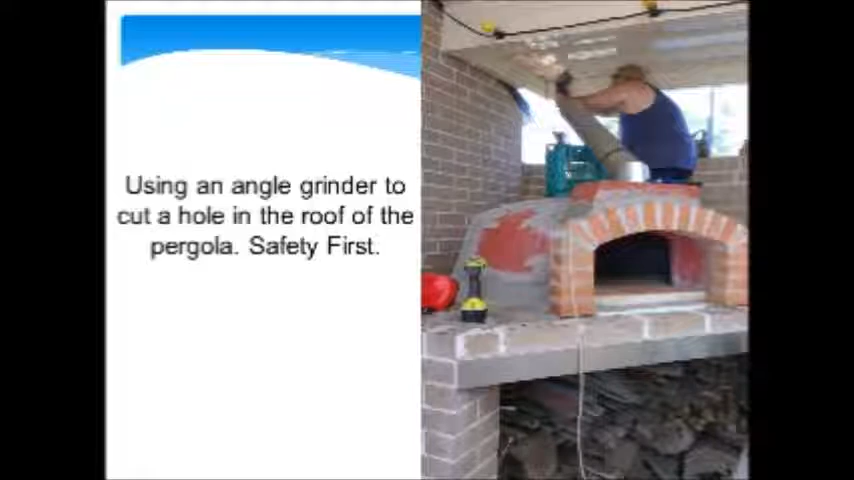 Using an angle grinder to
cut a hole in the roof of the
pergola. Safety First.